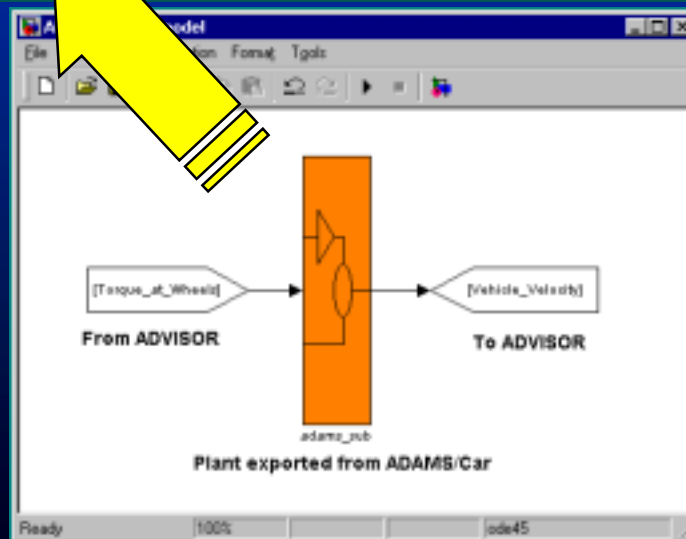 A odel
File ion Format Tools
[Torque_at_Wheels]
[Vehicle_Velocity]
From ADVISOR
To ADVISOR
adams_sub
Plant exported from ADAMS/Car
Ready 100% ode45